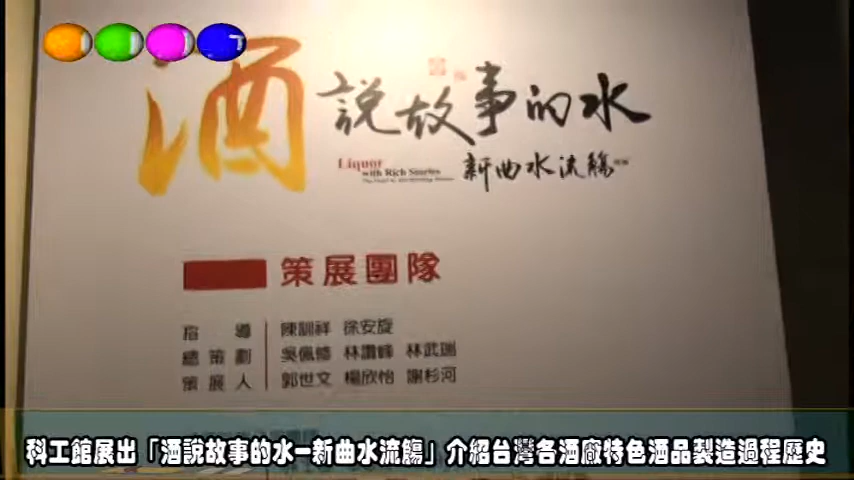 酒說故事的水
Liquor
with Rich Stories
新曲水流觴
策展團隊
指導 陳訓祥 徐安旋
總策劃 吳佩修 林讚峰 林武瑞
策展人 郭世文 楊欣怡 謝杉河
科工館展出「酒說故事的水-新曲水流觴」介紹台灣各酒廠特色酒品製造過程歷史